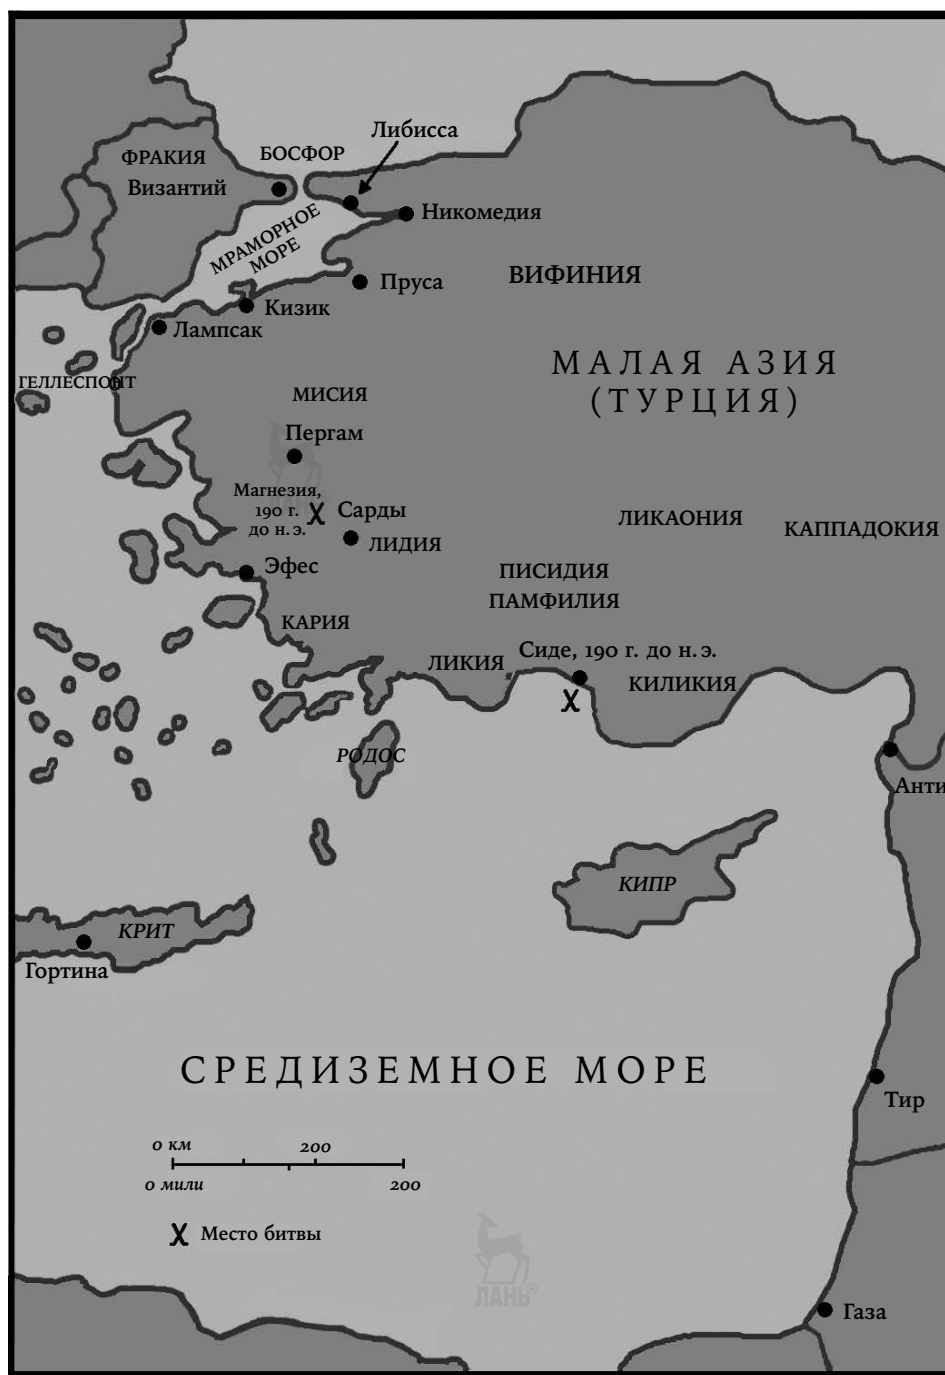 Либисса
ФРАКИЯ
БОСФОР
Византий
Никомедия
МРАМОРНОЕ
МОРЕ
ВИФИНИЯ
Пруса
Кизик
Лампсак
МАЛАЯ АЗИЯ
(ТУРЦИЯ)
ГЕЛЛЕСПОНТ
МИСИЯ
Пергам
Магнезия,
190 г.
до н. э.
Сарды
ЛИКАОНИЯ
КАППАДОКИЯ
ЛИДИЯ
Эфес
ПИСИДИЯ
ПАМФИЛИЯ
КАРИЯ
Сиде, 190 г. до н. э.
ЛИКИЯ
КИЛИКИЯ
РОДОС
Анти
КИПР
КРИТ
Гортина
СРЕДИЗЕМНОЕ МОРЕ
Тир
0 км 200
0 мили 200
Место битвы
ЛАНЬ®
Газа
ЛАНЬ®